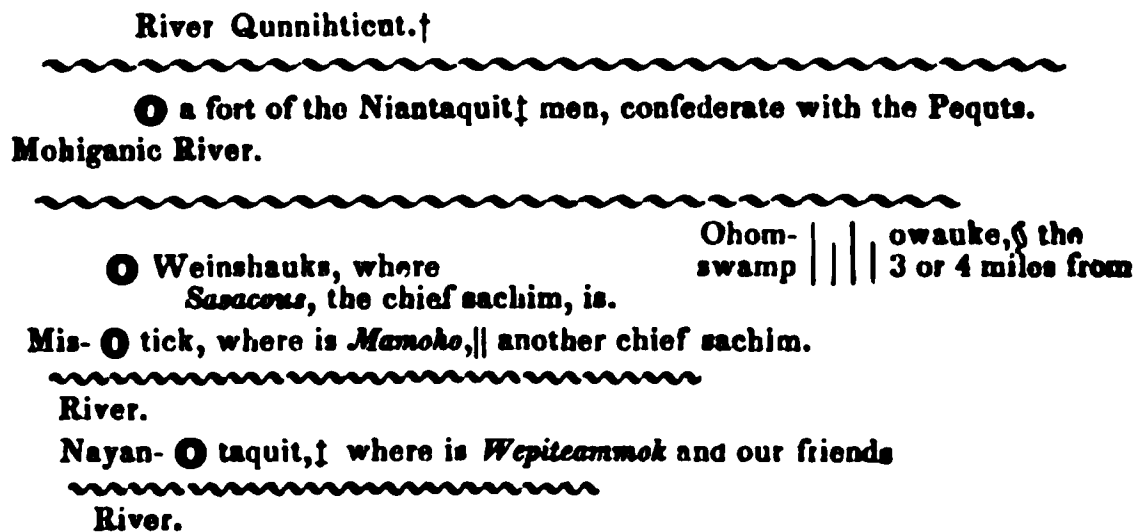 River Qunnihticut.†
O a fort of the Niantaquit‡ men, confederate with the Pequts.
Mohiganic River.
Ohom- |||| owauke,§ the
swamp |||| 3 or 4 miles from
O Weinshauks, where
Sasacous, the chief sachim, is.
Mis- O tick, where is Mamoho,|| another chief sachim.
River.
Nayan- O taquit,‡ where is Wepiteammok and our friends
River.